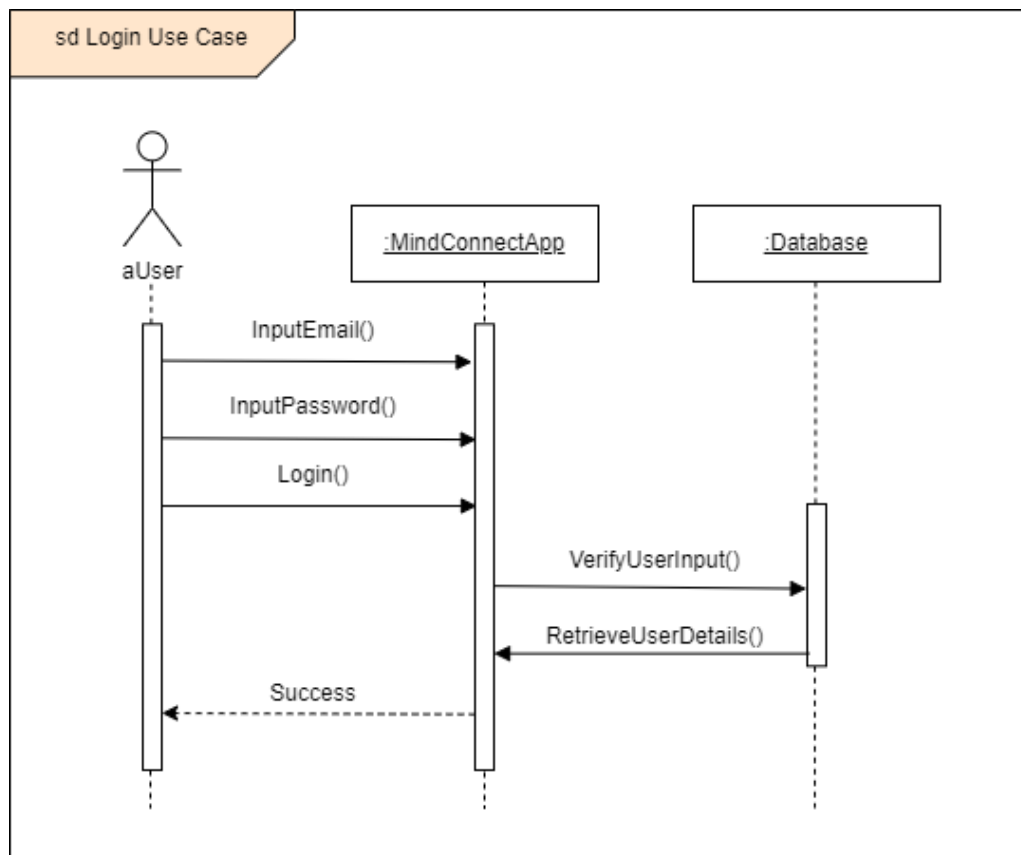 sd Login Use Case
aUser
:MindConnectApp
:Database
InputEmail()
InputPassword()
Login()
VerifyUserInput()
RetrieveUserDetails()
Success